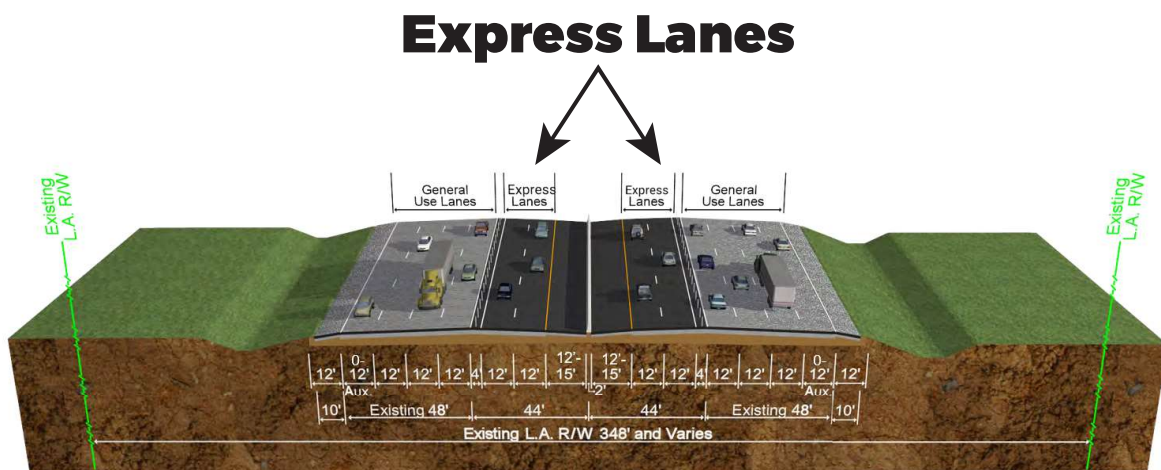 Express Lanes
General
Use Lanes
Express
Lanes
Express
Lanes
General
Use Lanes
Existing
L.A. R/W
Existing
L.A. R/W
12' 0-12' Aux. 12' 12' 12' 4' 12' 12' 12'-15' 2' 12'-15' 12' 12' 4' 12' 12' 12' 0-12' Aux. 12'
10' Existing 48' 44' 44' Existing 48' 10'
Existing L.A. R/W 348' and Varies